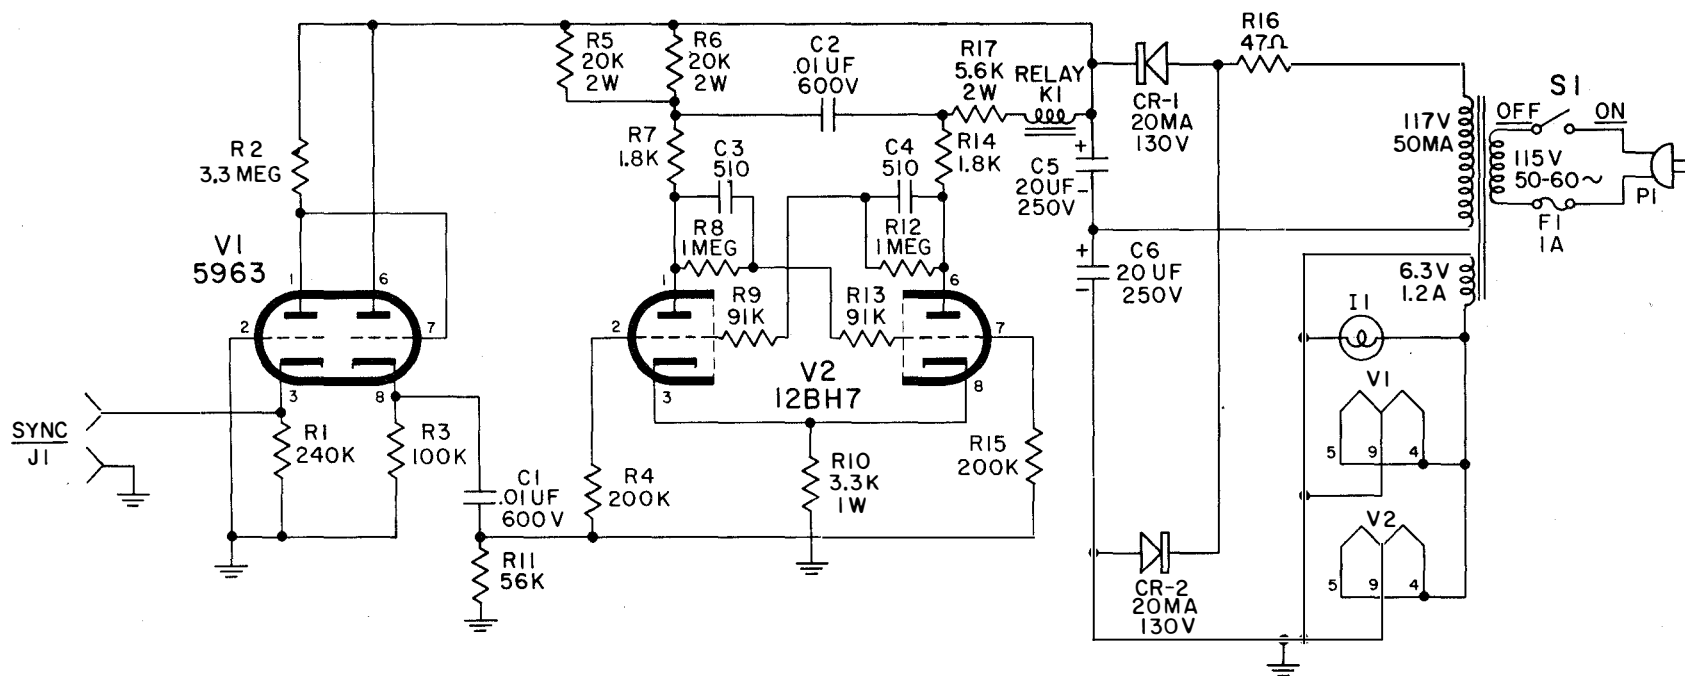 R2
3.3 MEG
V1
5963
1
6
2
7
3
8
SYNC
J1
R1
240K
R3
100K
C1
.01UF
600V
R11
56K
R5
20K
2W
R6
20K
2W
C2
.01UF
600V
R17
5.6K
2W
RELAY
K1
R7
1.8K
C3
510
C4
510
R14
1.8K
R8
1MEG
R12
1MEG
1
6
R9
91K
R13
91K
2
7
3
8
V2
12BH7
R4
200K
R10
3.3K
1W
R15
200K
+
C5
20UF
-
250V
+
C6
20UF
250V
-
CR-1
20MA
130V
R16
47Ω
CR-2
20MA
130V
117V
50MA
OFF
S1
ON
115V
50-60~
P1
F1
1A
6.3V
1.2A
I1
V1
5
9
4
V2
5
9
4